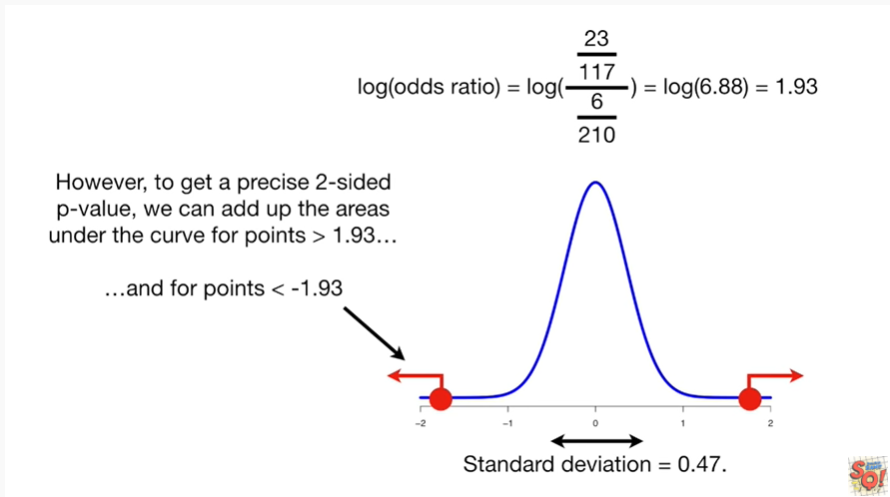 log(odds ratio) = log(
23
117
6
210
) = log(6.88) = 1.93
However, to get a precise 2-sided
p-value, we can add up the areas
under the curve for points > 1.93…
…and for points < -1.93
−2 −1 0 1 2
Standard deviation = 0.47.
SQ!